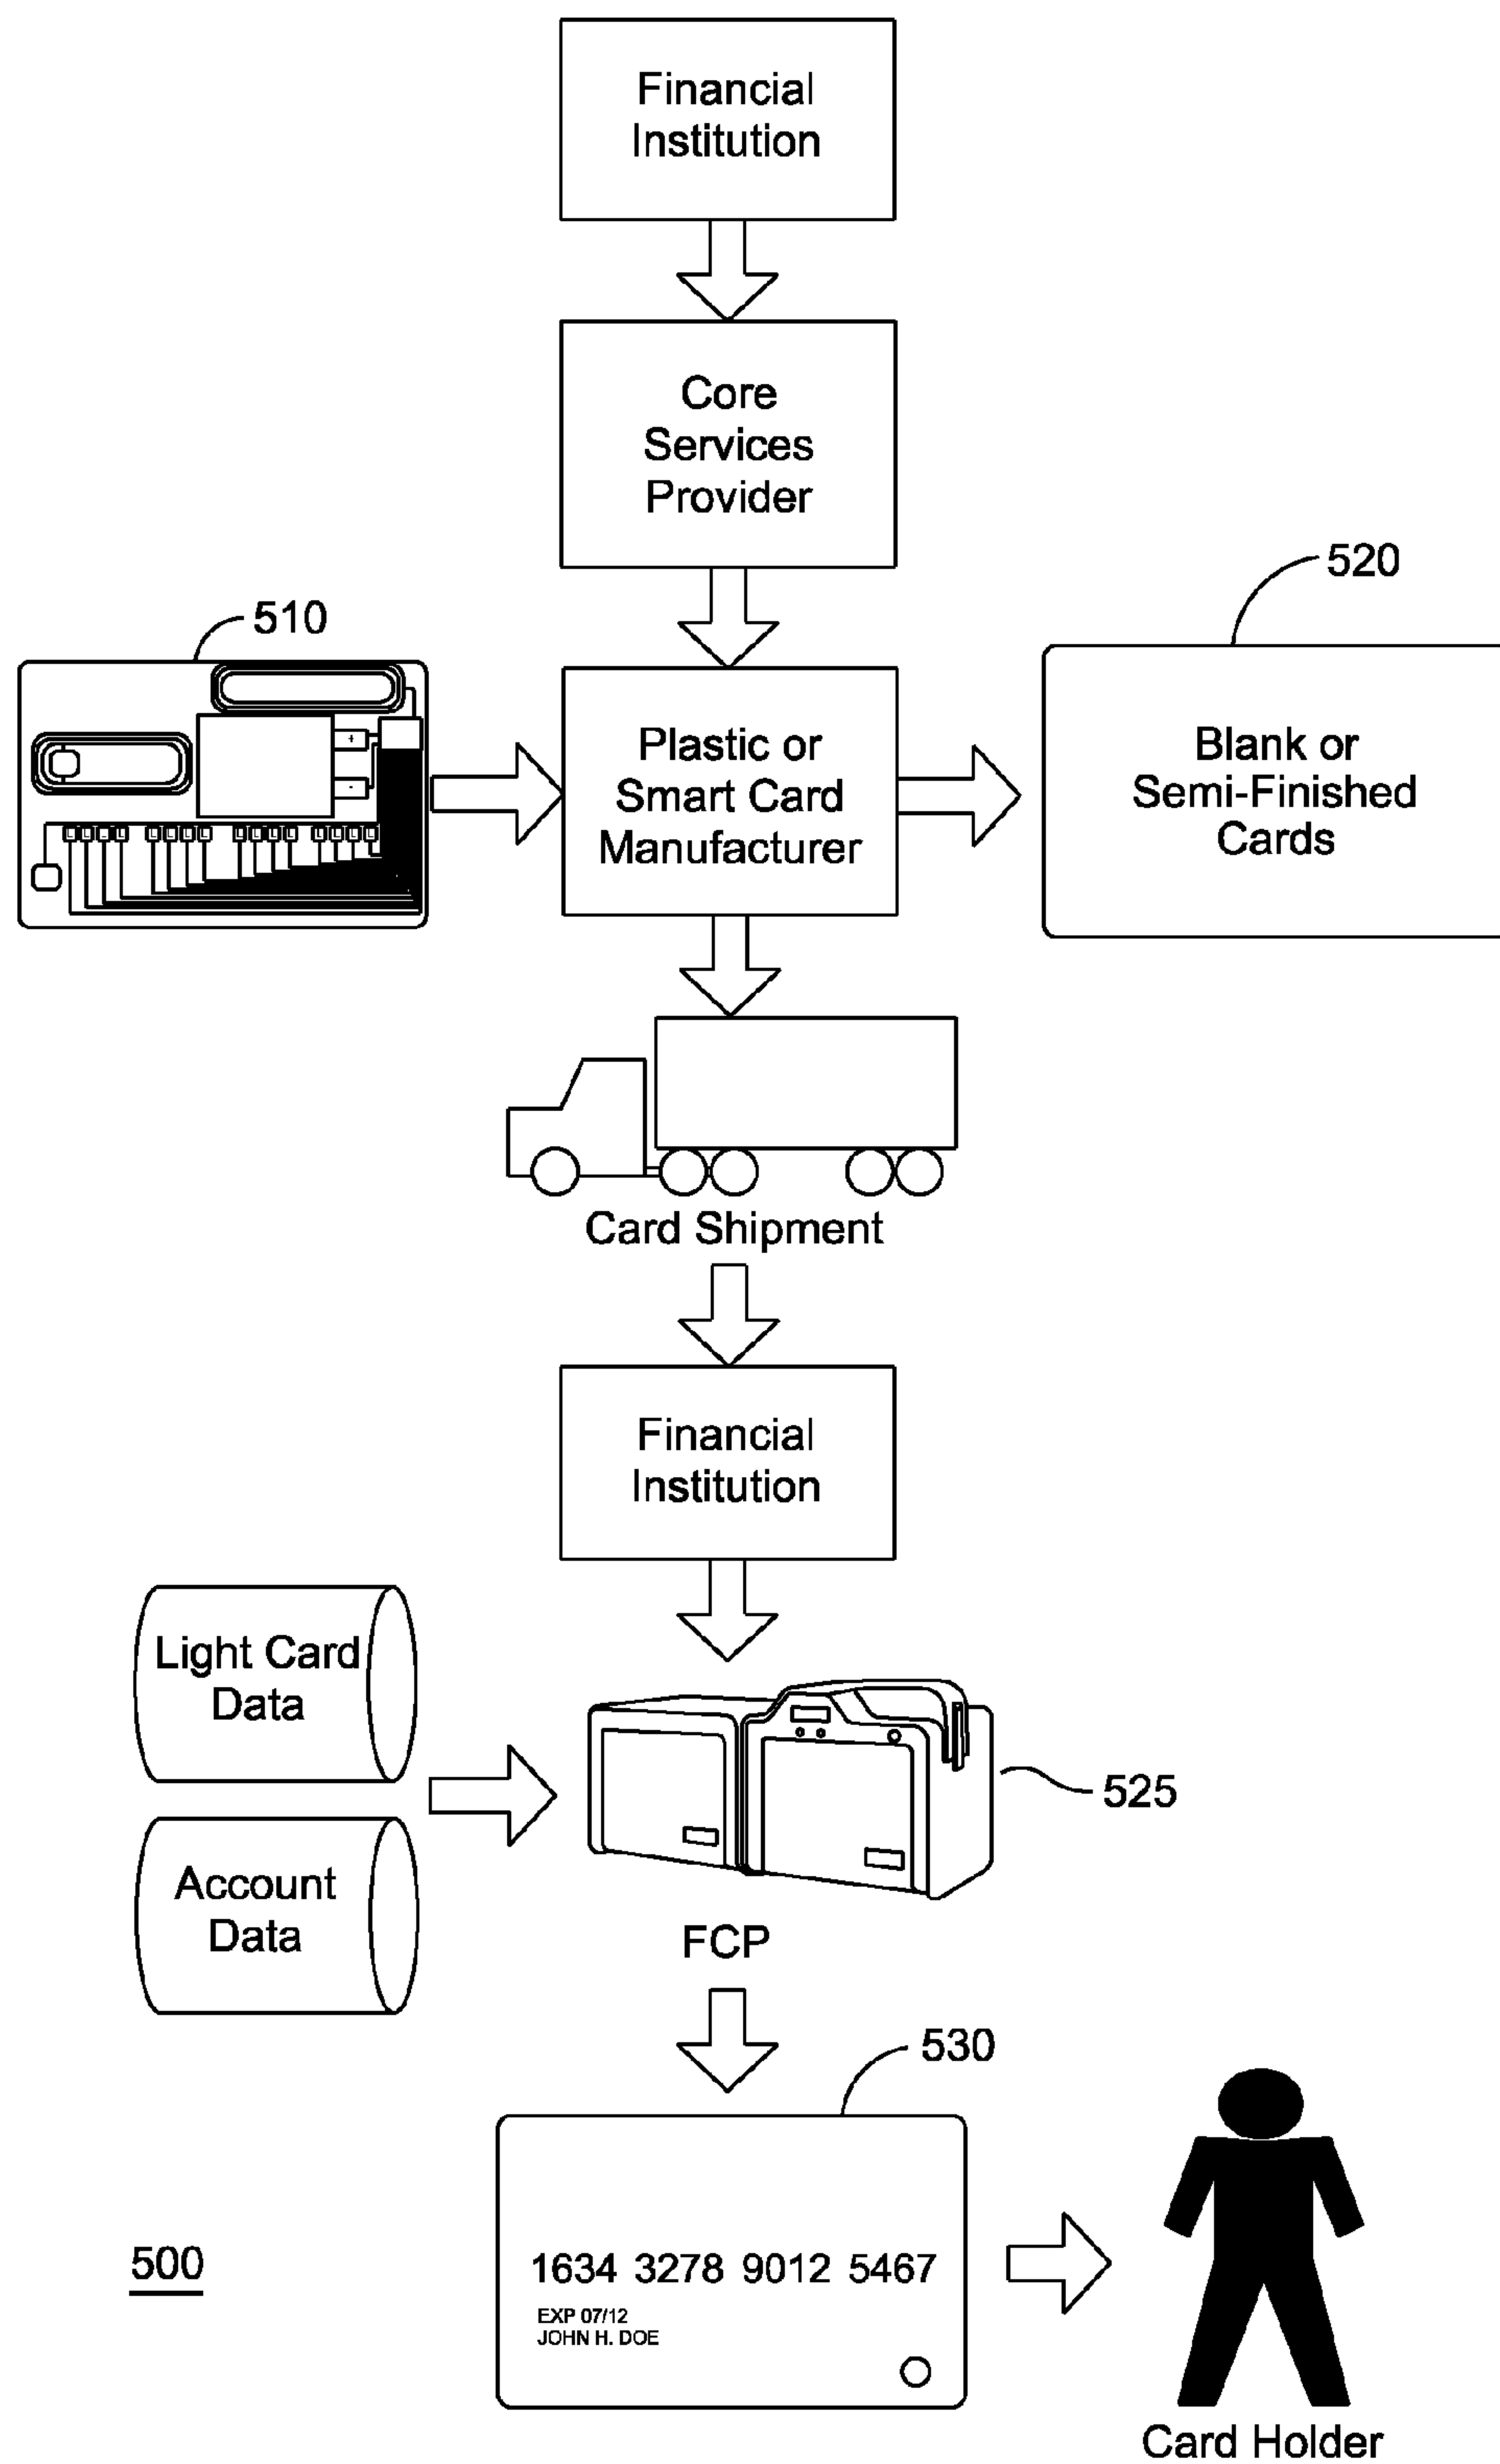 Financial
Institution
Core
Services
Provider
520
510
+
-
Plastic or
Smart Card
Manufacturer
Blank or
Semi-Finished
Cards
Card Shipment
Financial
Institution
Light Card
Data
525
Account
Data
FCP
530
500
1634 3278 9012 5467
EXP 07/12
JOHN H. DOE
Card Holder